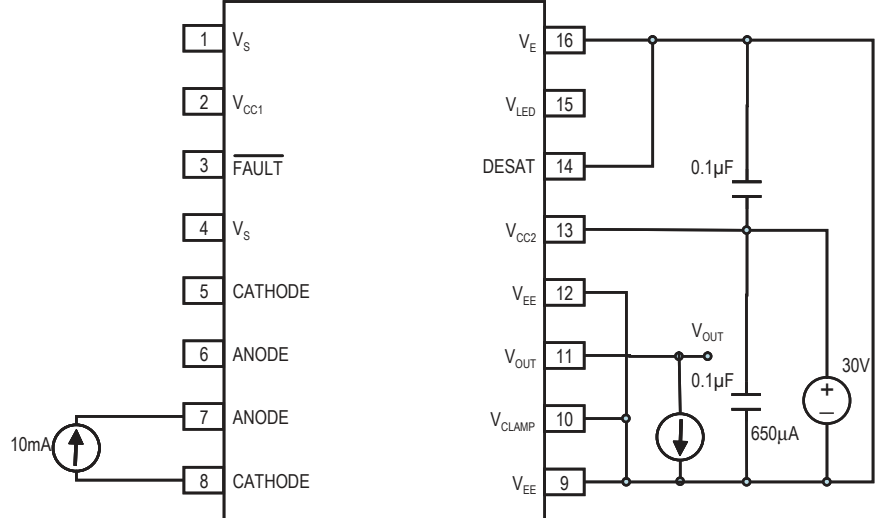 1 V_S
2 V_CC1
3 FAULT
4 V_S
5 CATHODE
6 ANODE
7 ANODE
8 CATHODE
10mA
V_E 16
V_LED 15
DESAT 14
V_CC2 13
V_EE 12
V_OUT 11
V_CLAMP 10
V_EE 9
0.1µF
V_OUT
0.1µF
30V
+
–
650µA